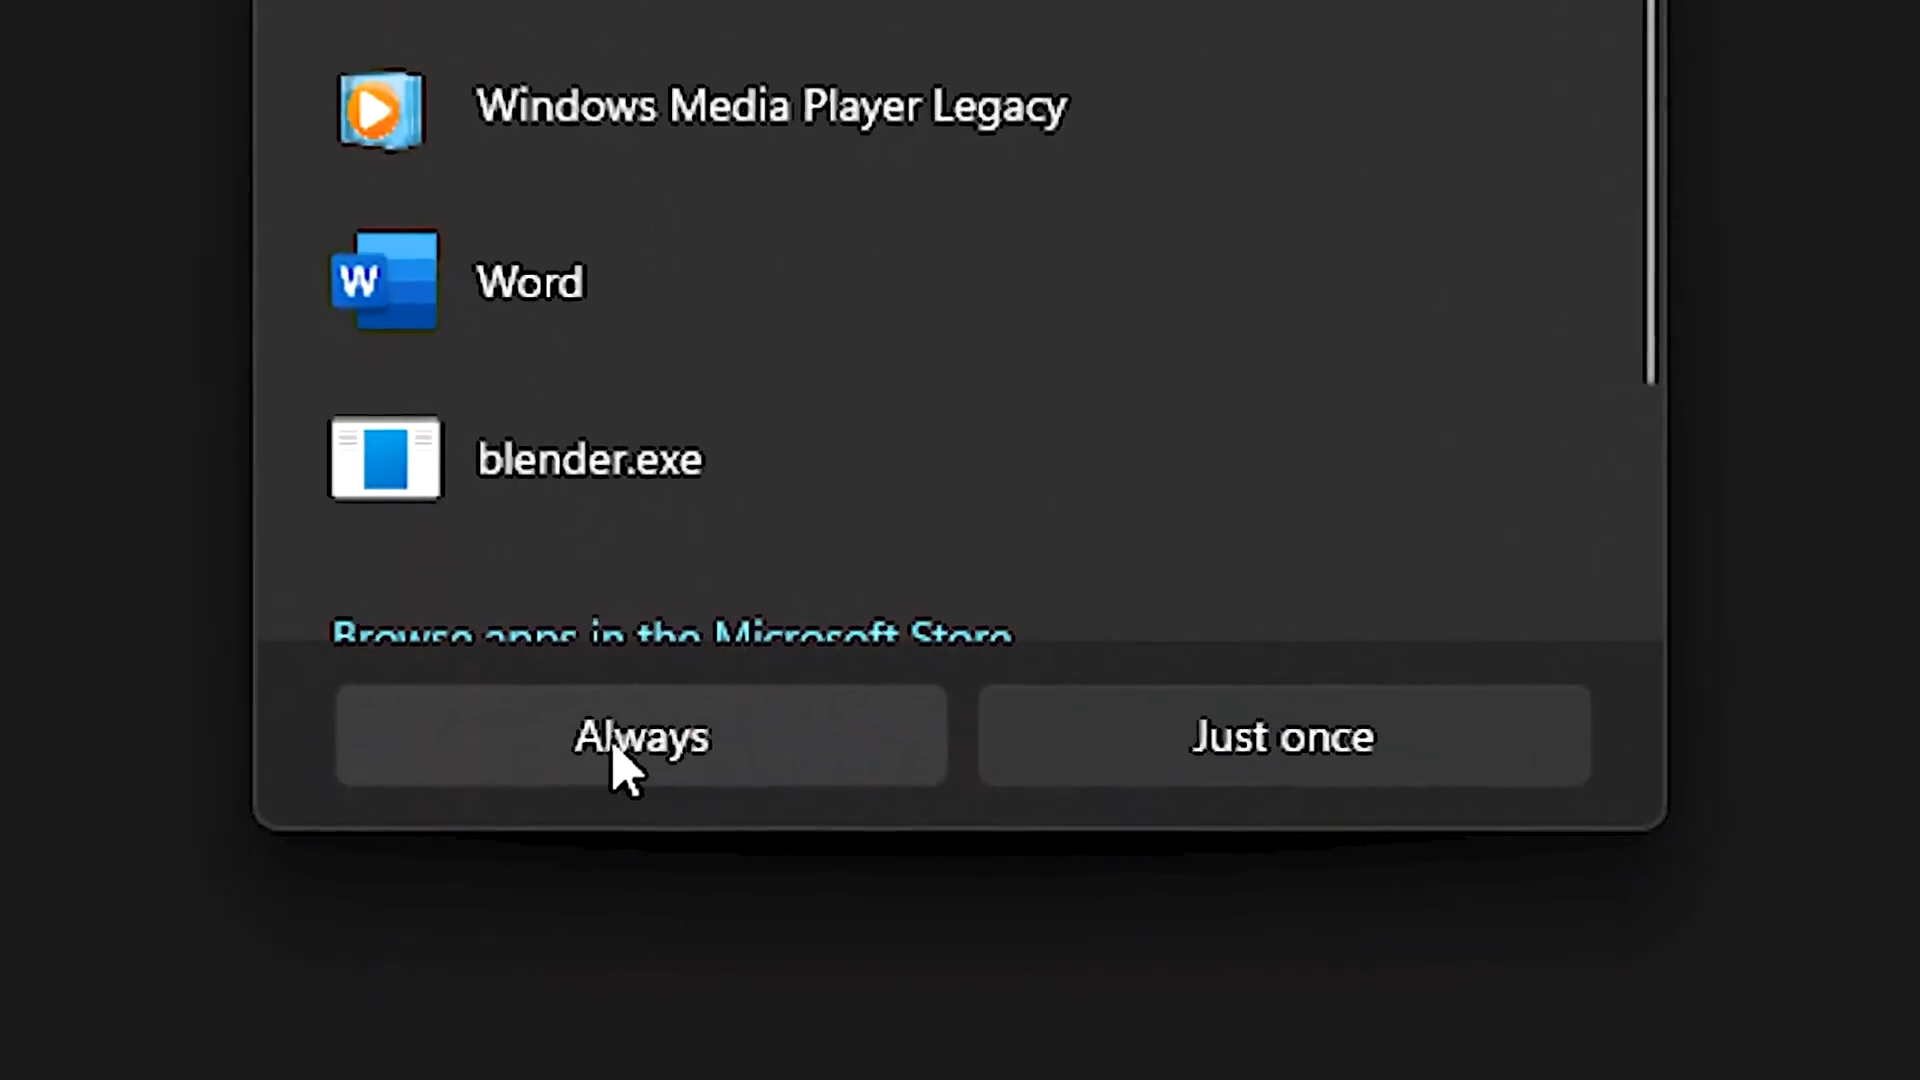 Windows Media Player Legacy
W Word
blender.exe
Browse apps in the Microsoft Store
Always
Just once